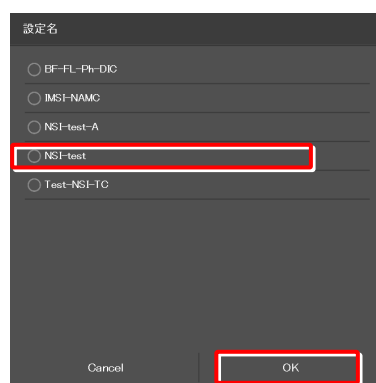 設定名
BF-FL-Ph-DIC
IMSI-NAMC
NSI-test-A
NSI-test
Test-NSI-TC
Cancel
OK